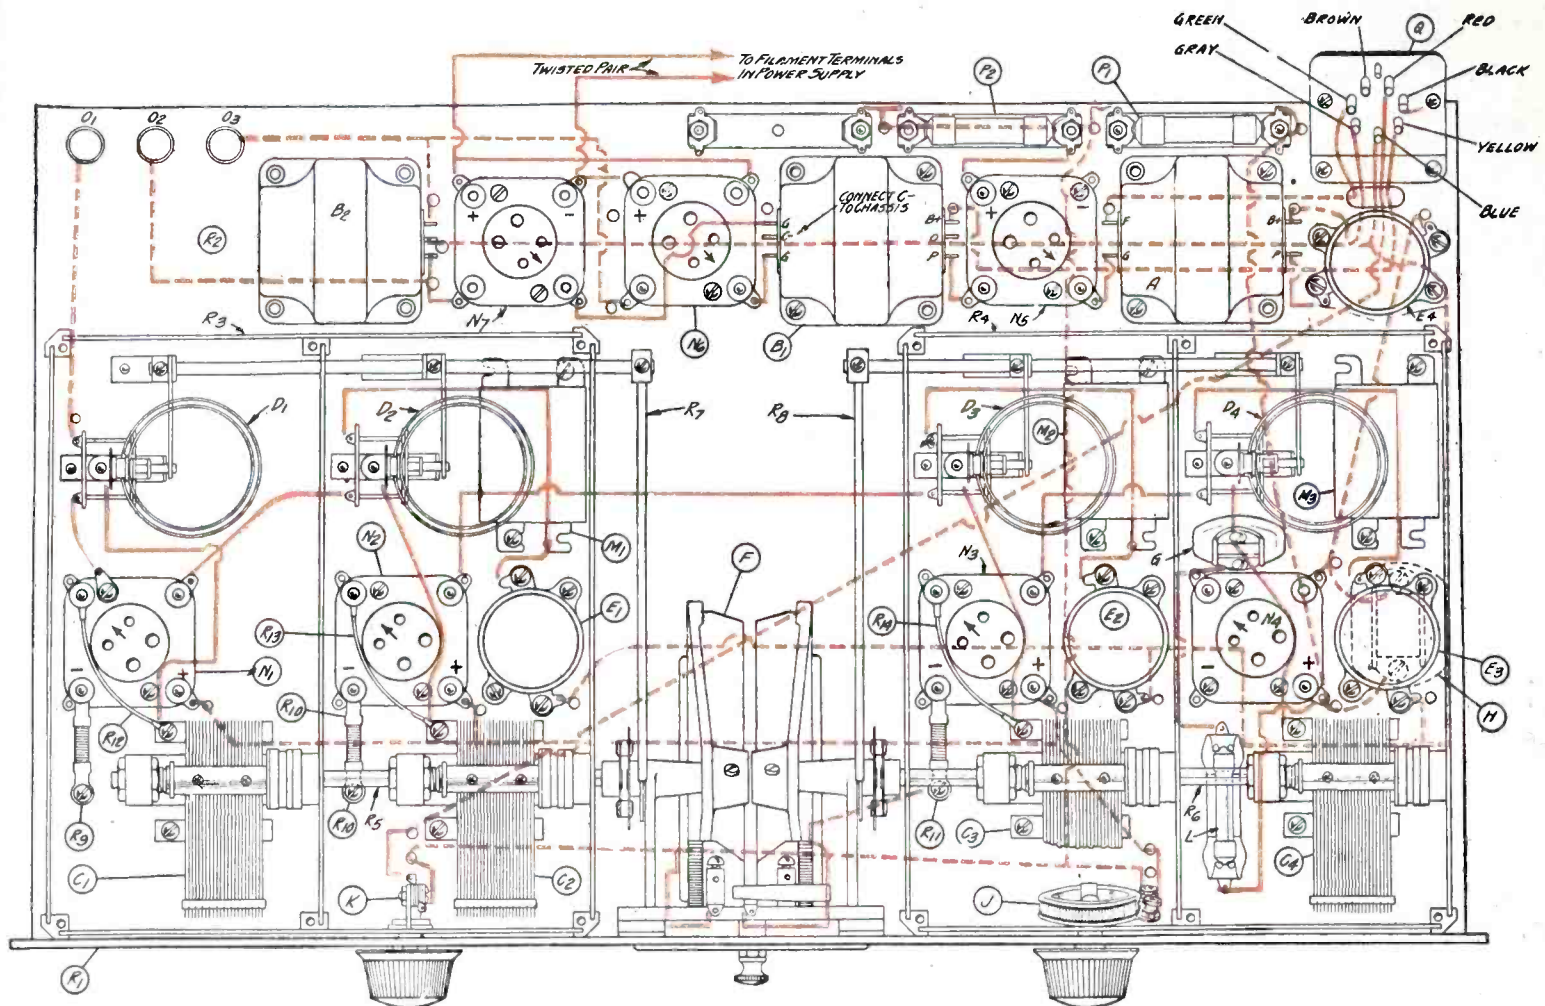 GREEN
BROWN
Q
RED
GRAY
BLACK
TWISTED PAIR
TO FILAMENT TERMINALS
IN POWER SUPPLY
P2
P1
O1
O2
O3
YELLOW
BLUE
B2
R2
+
-
+
CONNECT C-
TO CHASSIS
G
C-
G
B+
O
P
+
-
F
G
A
B+
P
E4
N7
N6
B1
R4
N5
R3
D1
D2
R7
R8
D3
M2
D4
M3
N2
M1
F
N3
G
E1
R13
R14
E2
N4
E3
-
+
N1
-
+
-
+
-
+
H
R12
R10
R9
R10
R5
R11
C3
R6
L
C1
C2
C4
K
J
R1